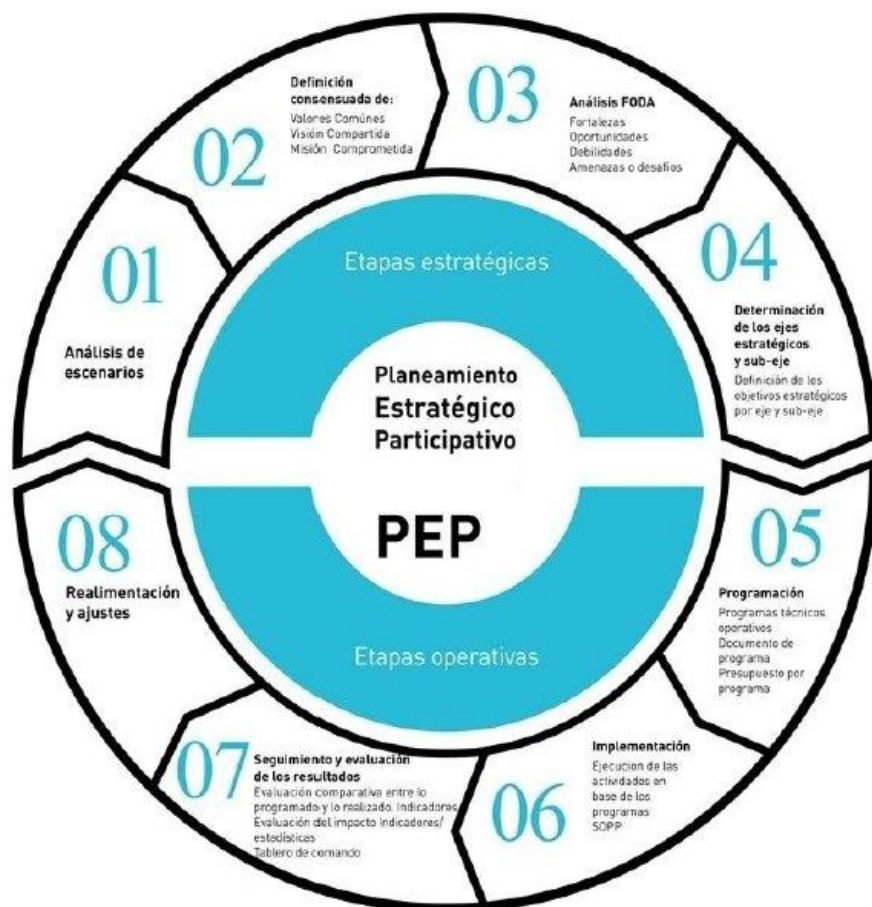 01
Análisis de
escenarios
02
Definición
consensuada de:
Valores Comúnes
Visión Compartida
Misión Comprometida
03
Análisis FODA
Fortalezas
Oportunidades
Debilidades
Amenazas o desafios
04
Determinación
de los ejes
estratégicos
y sub-eje
Definición de los
objetivos estratégicos
por eje y sub-eje
05
Programación
Programas técnicos
operativos
Documento de
programa
Presupuesto por
programa
06
Implementación
Ejecucion de las
actividades en
base de los
programas
SOPP
07
Seguimiento y evaluación
de los resultados
Evaluación comparativa entre lo
programado y lo realizado. Indicadores
Evaluación del impacto Indicadores/
estadísticas
Tablero de comando
08
Realimentación
y ajustes
Etapas estratégicas
Planeamiento
Estratégico
Participativo
PEP
Etapas operativas